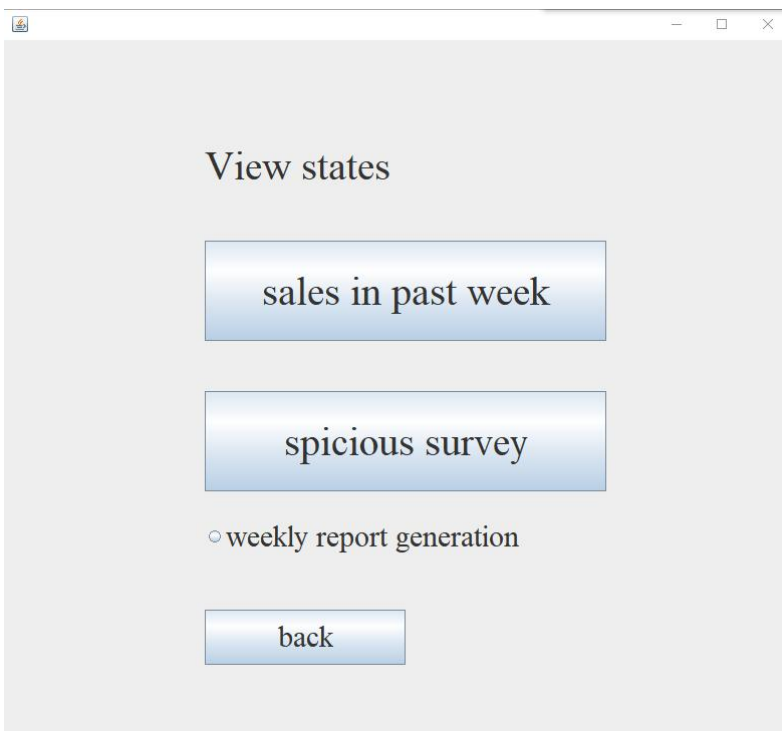 View states
sales in past week
spicious survey
weekly report generation
back